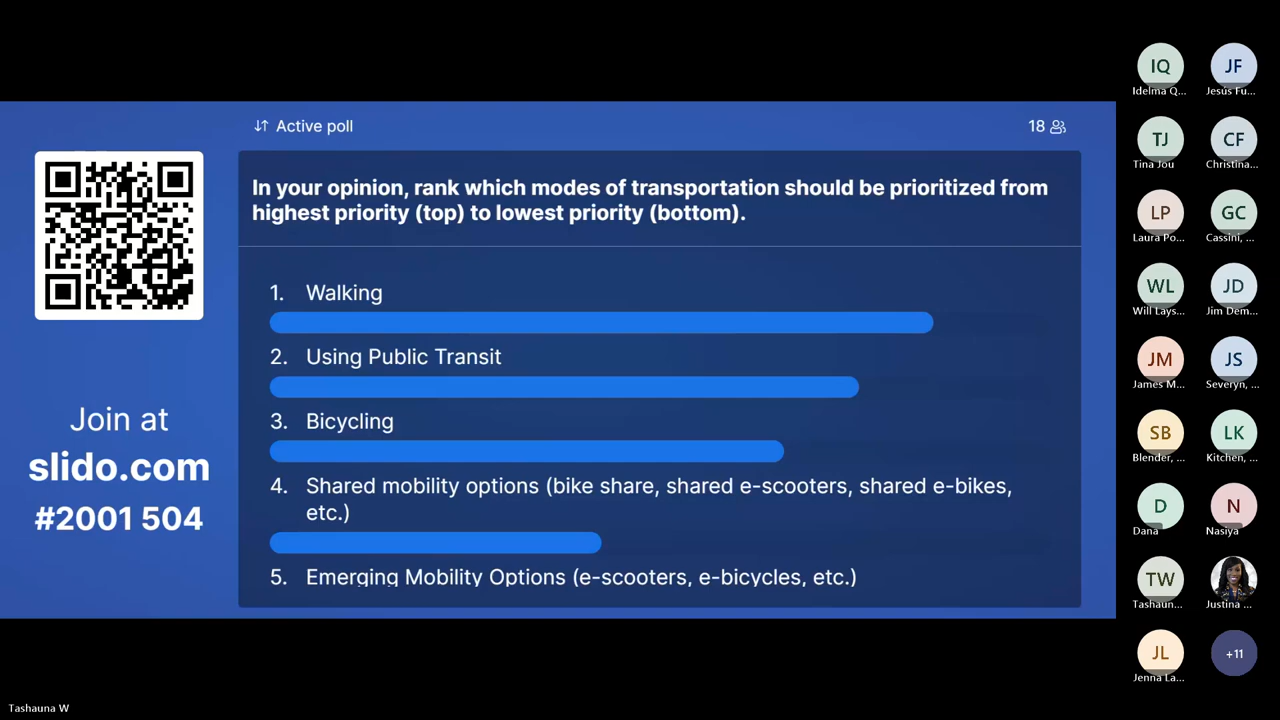 Active poll
18
In your opinion, rank which modes of transportation should be prioritized from
highest priority (top) to lowest priority (bottom).
1. Walking
2. Using Public Transit
3. Bicycling
4. Shared mobility options (bike share, shared e-scooters, shared e-bikes,
etc.)
5. Emerging Mobility Options (e-scooters, e-bicycles, etc.)
Join at
slido.com
#2001 504
IQ
Idelma Q...
JF
Jesús Fu...
TJ
Tina Jou
CF
Christina...
LP
Laura Po...
GC
Cassini, ...
WL
Will Lays...
JD
Jim Dem...
JM
James M...
JS
Severyn, ...
SB
Blender, ...
LK
Kitchen, ...
D
Dana
N
Nasiya
TW
Tashaun...
Justina ...
JL
Jenna La...
+11
Tashauna W